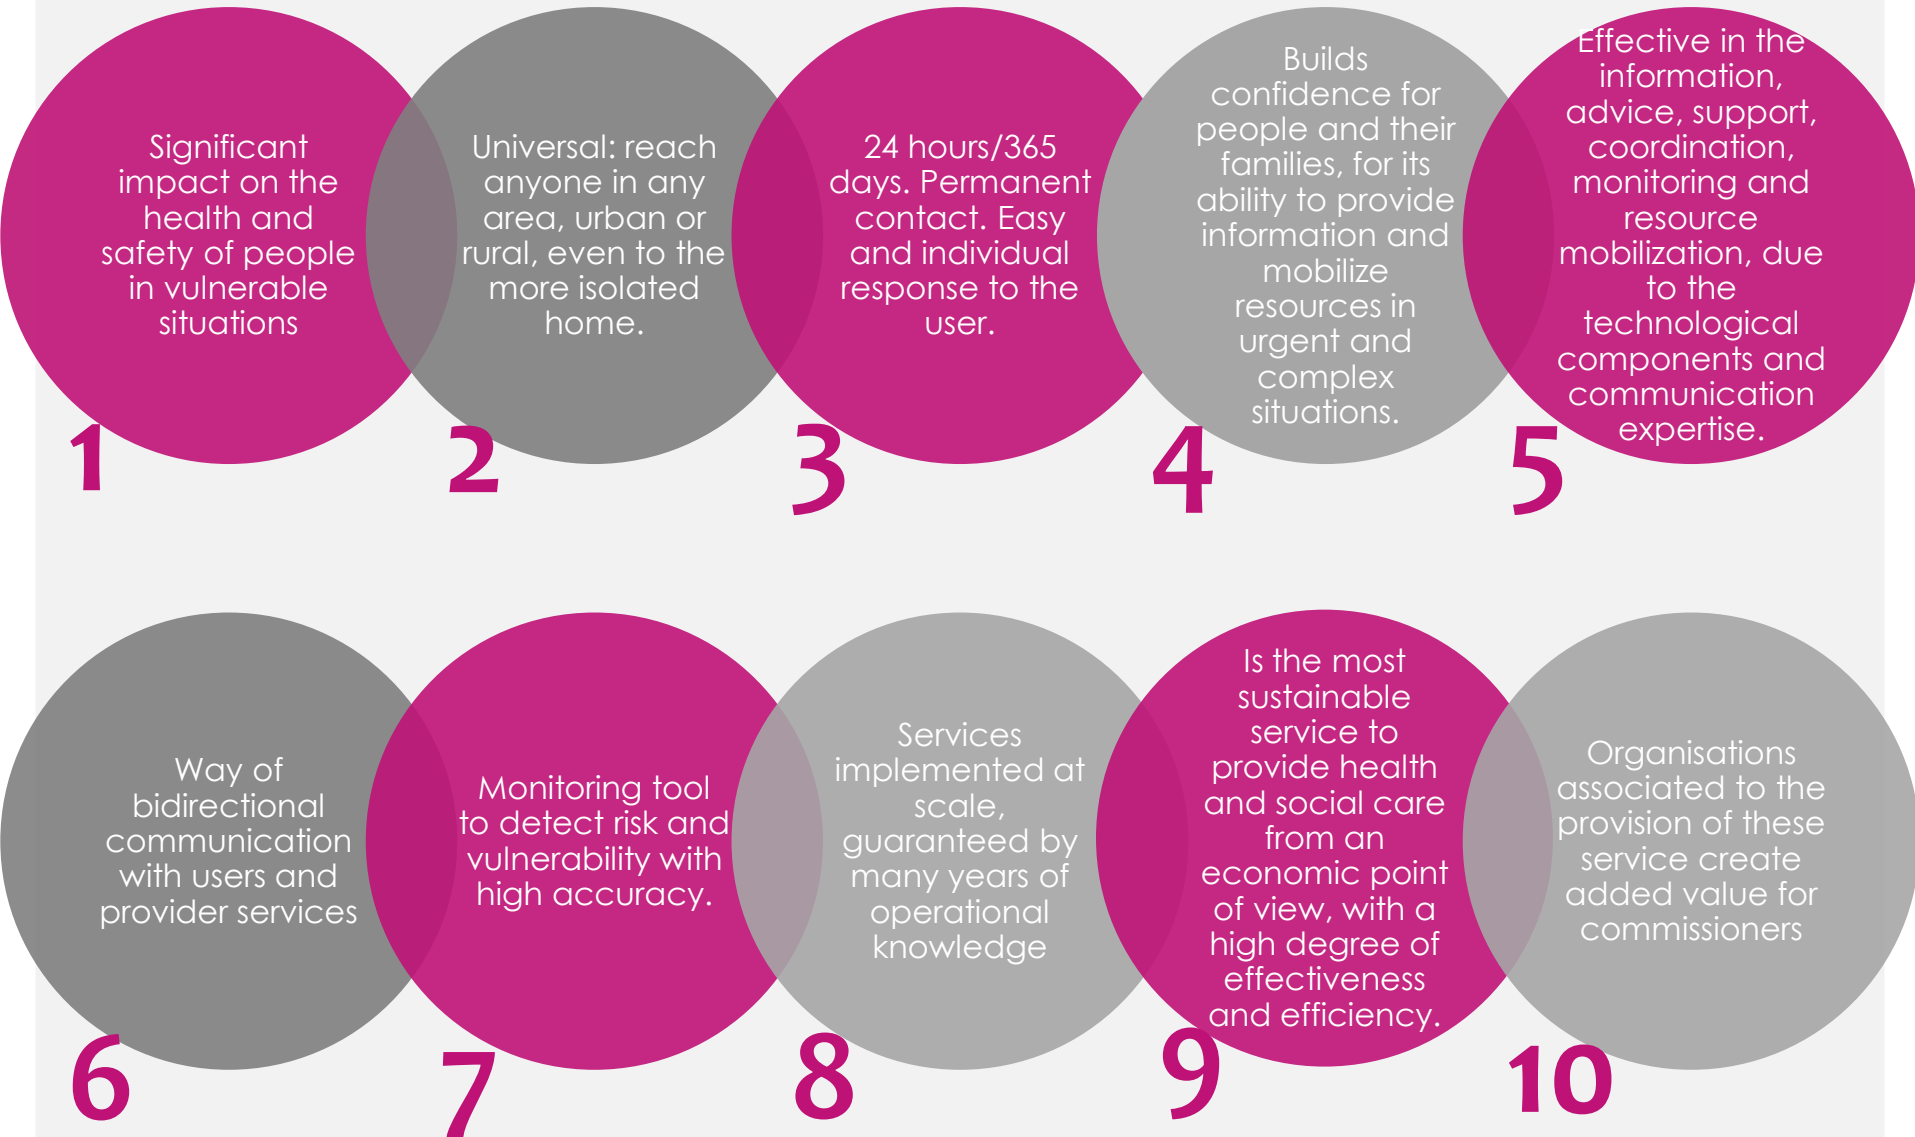 Significant
impact on the
health and
safety of people
in vulnerable
situations
1
Universal: reach
anyone in any
area, urban or
rural, even to the
more isolated
home.
2
24 hours/365
days. Permanent
contact. Easy
and individual
response to the
user.
3
Builds
confidence for
people and their
families, for its
ability to provide
information and
mobilize
resources in
urgent and
complex
situations.
4
Effective in the
information,
advice, support,
coordination,
monitoring and
resource
mobilization, due
to the
technological
components and
communication
expertise.
5
Way of
bidirectional
communication
with users and
provider services
6
Monitoring tool
to detect risk and
vulnerability with
high accuracy.
7
Services
implemented at
scale,
guaranteed by
many years of
operational
knowledge
8
Is the most
sustainable
service to
provide health
and social care
from an
economic point
of view, with a
high degree of
effectiveness
and efficiency.
9
Organisations
associated to the
provision of these
service create
added value for
commissioners
10